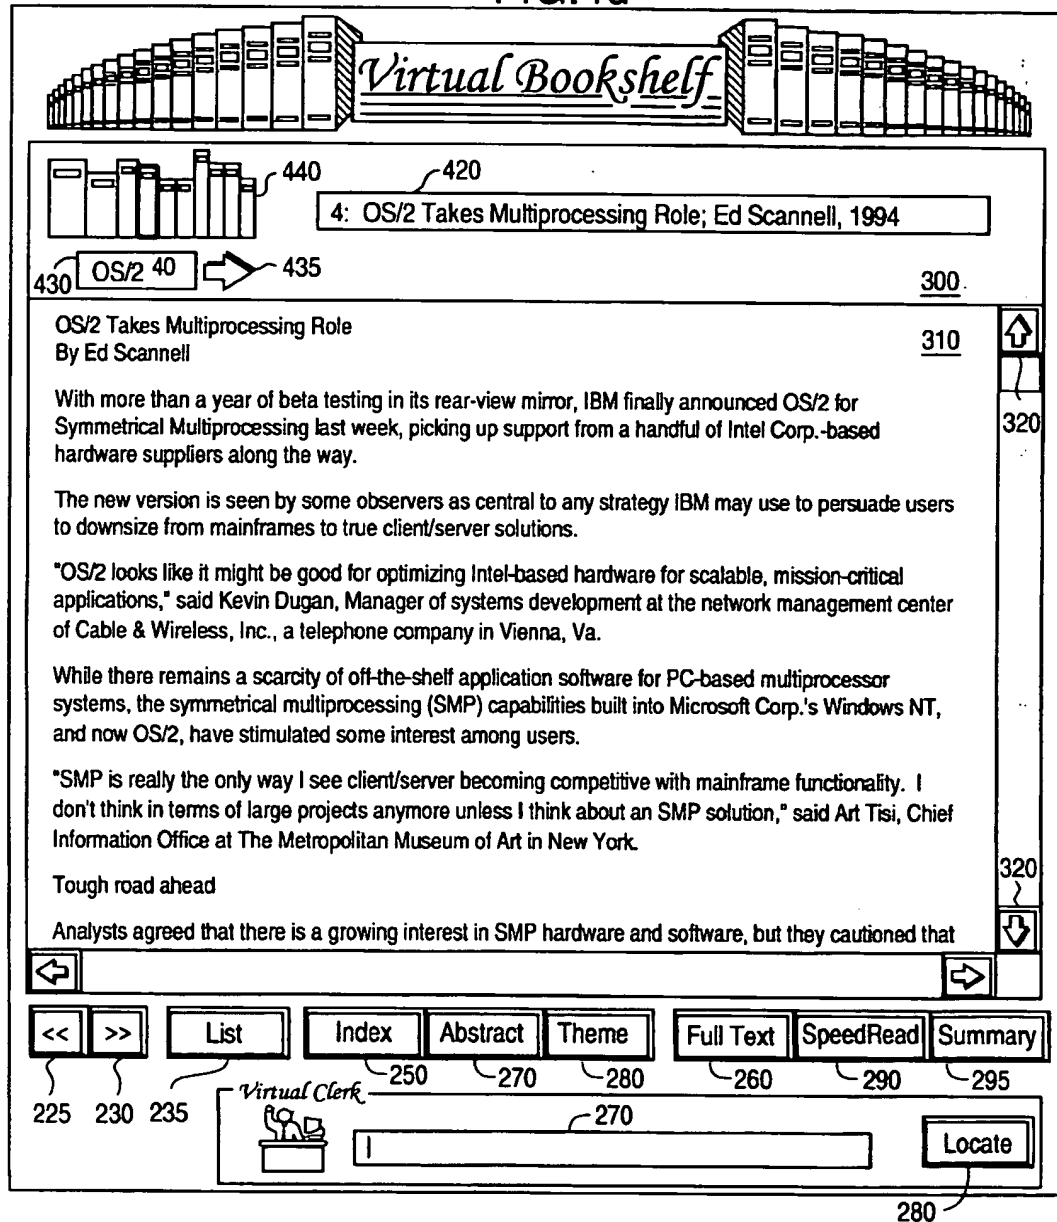 Virtual Bookshelf
440
420
4: OS/2 Takes Multiprocessing Role; Ed Scannell, 1994
430
OS/2 40
435
300
OS/2 Takes Multiprocessing Role
310
By Ed Scannell
With more than a year of beta testing in its rear-view mirror, IBM finally announced OS/2 for
Symmetrical Multiprocessing last week, picking up support from a handful of Intel Corp.-based
320
hardware suppliers along the way.
The new version is seen by some observers as central to any strategy IBM may use to persuade users
to downsize from mainframes to true client/server solutions.
"OS/2 looks like it might be good for optimizing Intel-based hardware for scalable, mission-critical
applications," said Kevin Dugan, Manager of systems development at the network management center
of Cable & Wireless, Inc., a telephone company in Vienna, Va.
While there remains a scarcity of off-the-shelf application software for PC-based multiprocessor
systems, the symmetrical multiprocessing (SMP) capabilities built into Microsoft Corp.'s Windows NT,
and now OS/2, have stimulated some interest among users.
"SMP is really the only way I see client/server becoming competitive with mainframe functionality. I
don't think in terms of large projects anymore unless I think about an SMP solution," said Art Tisi, Chief
Information Office at The Metropolitan Museum of Art in New York.
320
Tough road ahead
Analysts agreed that there is a growing interest in SMP hardware and software, but they cautioned that
<< >> List Index Abstract Theme Full Text SpeedRead Summary
250 270 280 260 290 295
225 230 235
Virtual Clerk
270
Locate
280